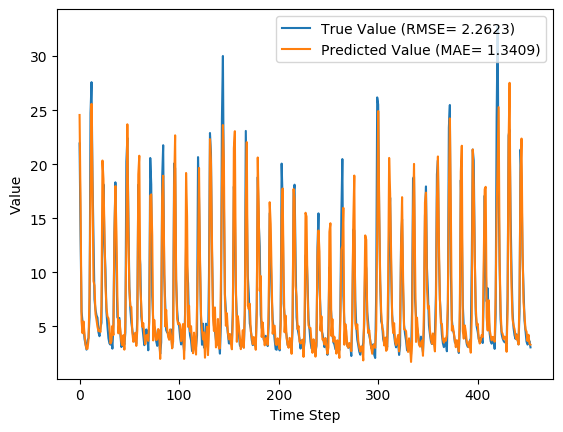 True Value (RMSE= 2.2623)
Predicted Value (MAE= 1.3409)
30
25
20
15
10
5
Value
0
100
200
300
400
Time Step